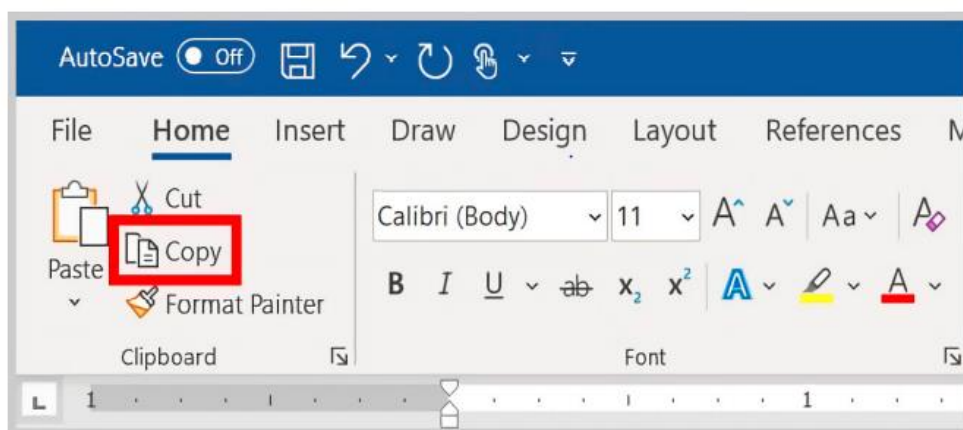 AutoSave Off
File Home Insert Draw Design Layout References M
Cut
Calibri (Body) 11 A A Aa A
Copy
Paste
B I U ab x₂ x² A A
Format Painter
Clipboard Font
L 1 1